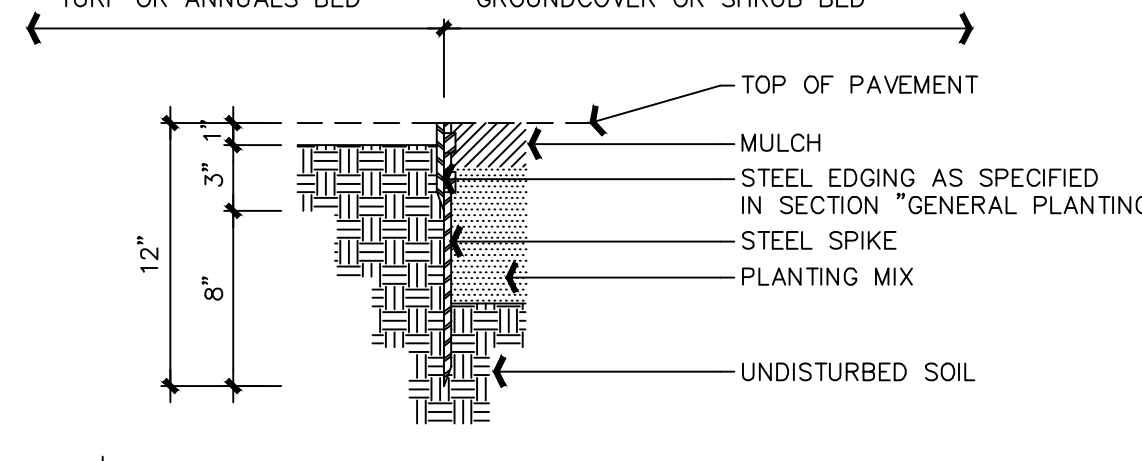 TURF OR ANNUALS BED
GROUNDCOVER OR SHRUB BED
TOP OF PAVEMENT
1"
MULCH
3"
STEEL EDGING AS SPECIFIED
IN SECTION "GENERAL PLANTING
12"
STEEL SPIKE
8"
PLANTING MIX
UNDISTURBED SOIL